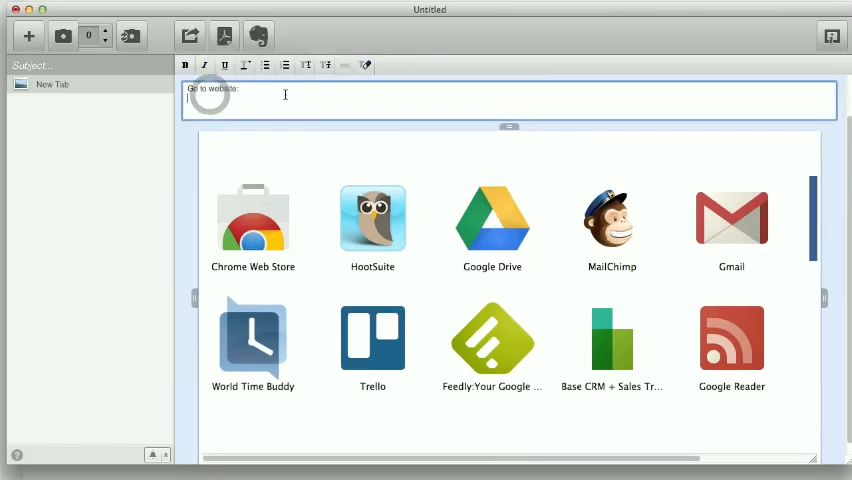 Untitled
0
Subject...
B I U T
New Tab
Go to website:
Chrome Web Store
HootSuite
Google Drive
MailChimp
Gmail
World Time Buddy
Trello
Feedly:Your Google ...
Base CRM + Sales Tr...
Google Reader